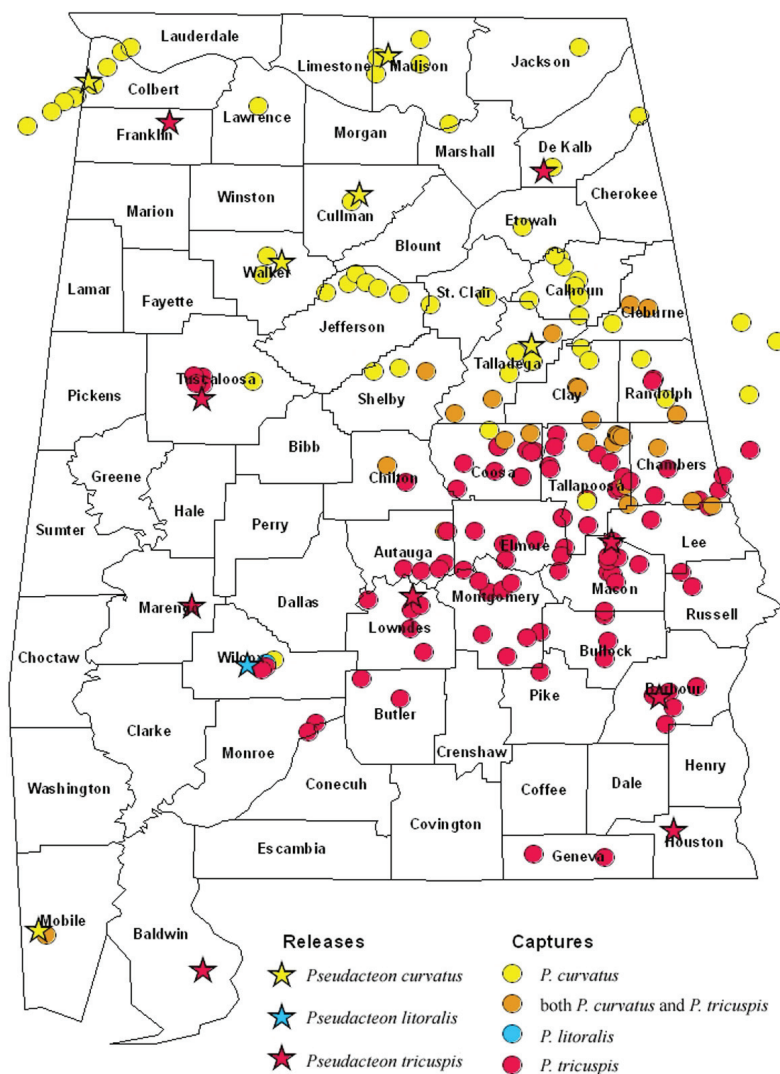 Lauderdale
Limestone
Madison
Jackson
Colbert
Franklin
Lawrence
Morgan
Marshall
De Kalb
Cherokee
Marion
Winston
Cullman
Etowah
Blount
Lamar
Fayette
Walker
St. Clair
Calhoun
Cleburne
Jefferson
Talladega
Pickens
Tuscaloosa
Shelby
Clay
Randolph
Bibb
Greene
Hale
Chilton
Coosa
Tallapoosa
Chambers
Sumter
Perry
Autauga
Elmore
Lee
Marengo
Dallas
Lowndes
Montgomery
Macon
Russell
Choctaw
Wilcox
Bullock
Butler
Pike
Barbour
Clarke
Monroe
Crenshaw
Washington
Conecuh
Coffee
Dale
Henry
Covington
Escambia
Geneva
Houston
Mobile
Baldwin
Releases
Pseudacteon curvatus
Pseudacteon litoralis
Pseudacteon tricuspis
Captures
P. curvatus
both P. curvatus and P. tricuspis
P. litoralis
P. tricuspis